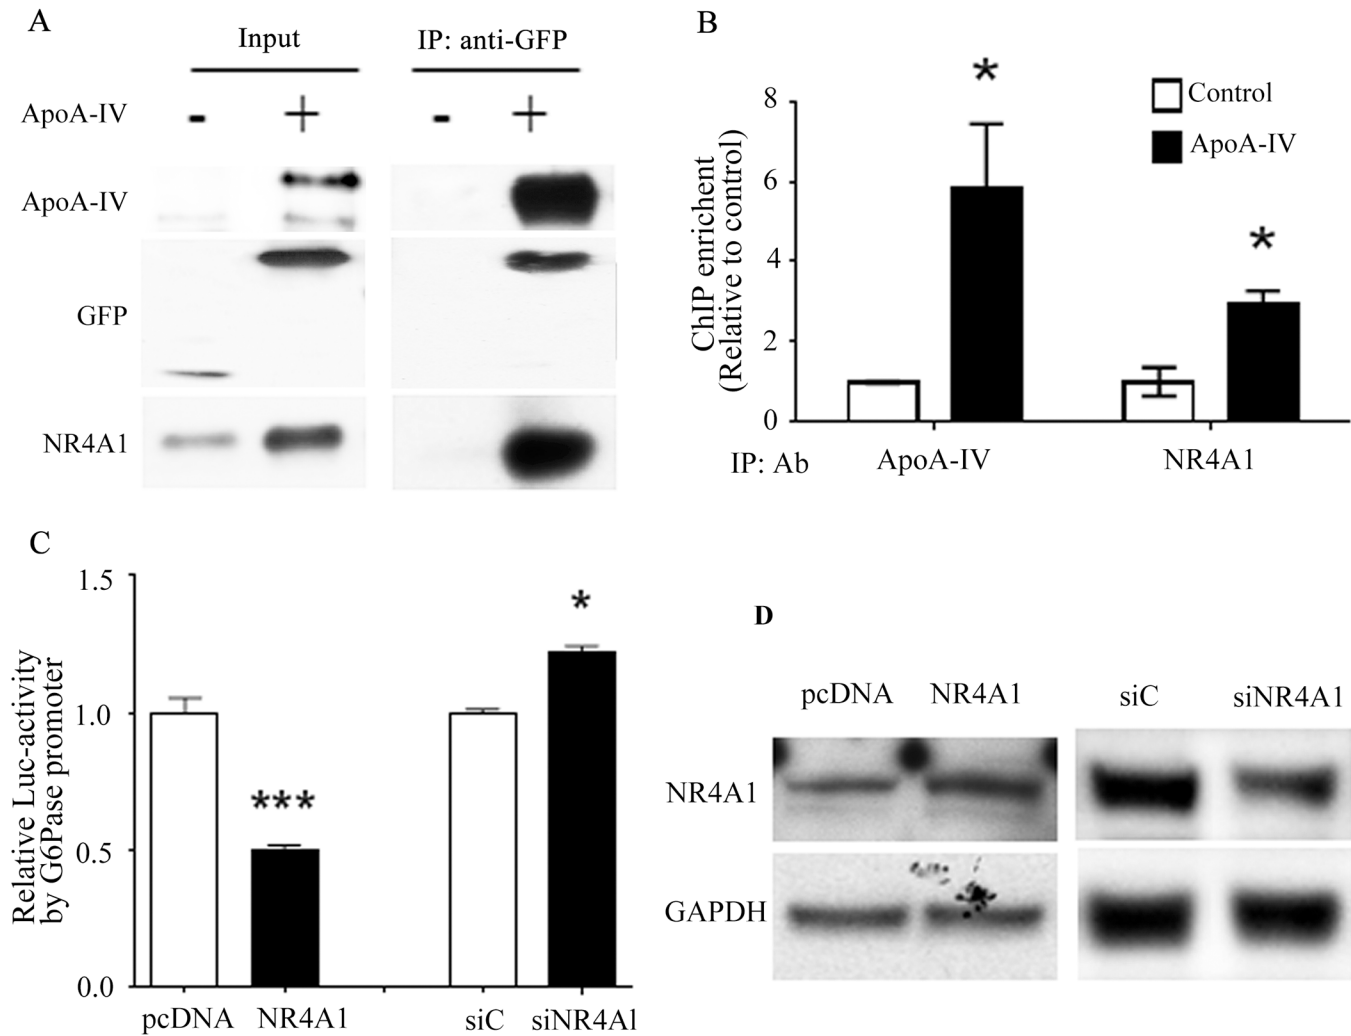 A
Input
IP: anti-GFP
ApoA-IV
- +
- +
ApoA-IV
GFP
NR4A1
B
*
*
Control
ApoA-IV
ChIP enrichent
(Relative to control)
8
6
4
2
0
IP: Ab
ApoA-IV
NR4A1
C
Relative Luc-activity
by G6Pase promoter
1.5
1.0
0.5
0.0
***
*
pcDNA
NR4A1
siC
siNR4Al
D
pcDNA
NR4A1
siC
siNR4A1
NR4A1
GAPDH